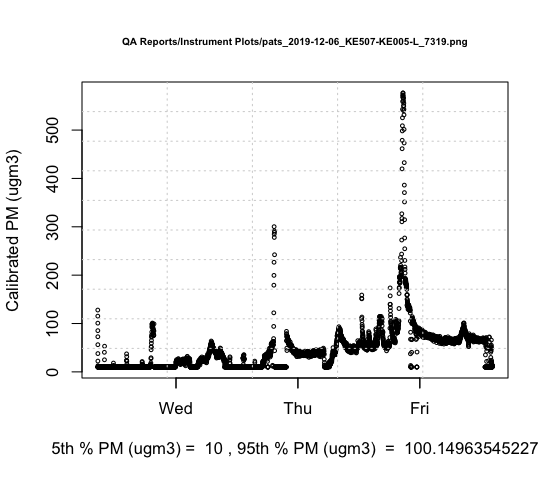 QA Reports/Instrument Plots/pats_2019-12-06_KE507-KE005-L_7319.png
Calibrated PM (ugm3)
500
400
300
200
100
0
Wed Thu Fri
5th % PM (ugm3) = 10 , 95th % PM (ugm3) = 100.14963545227